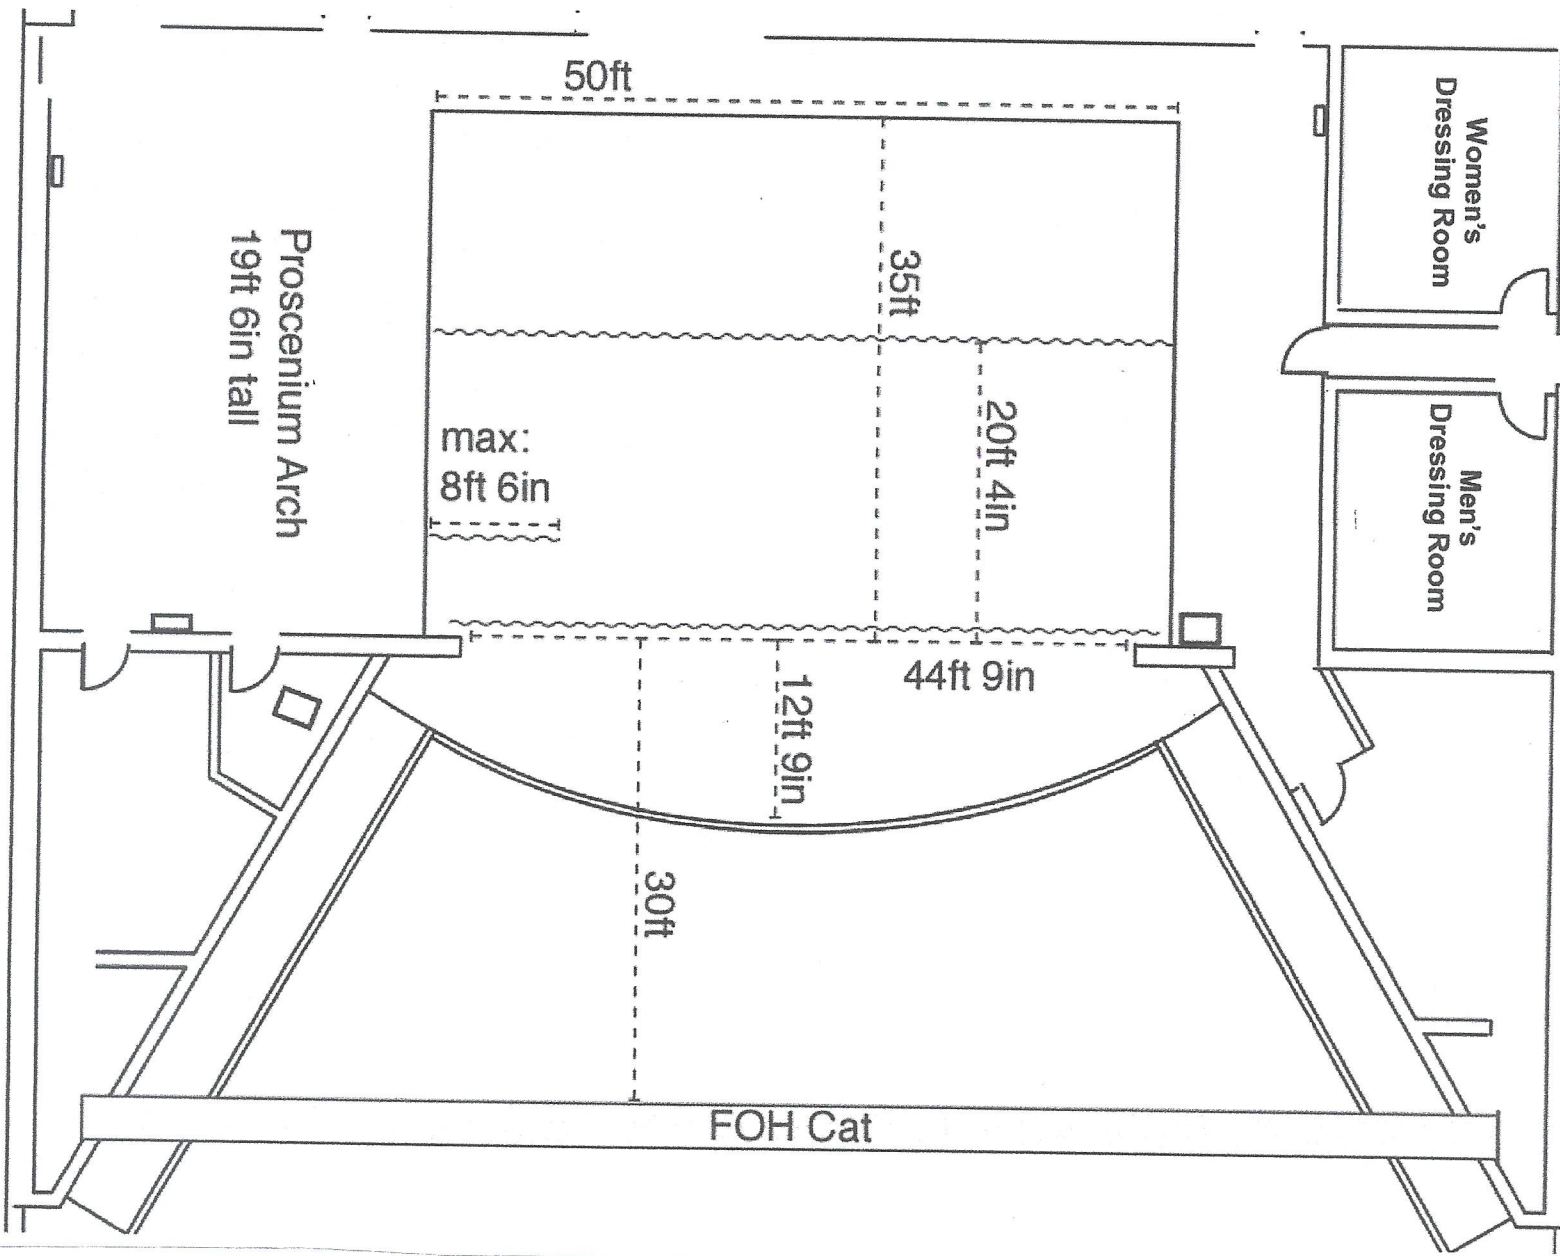 50ft
Women's
Dressing Room
35ft
Proscenium Arch
19ft 6in tall
20ft 4in
max:
8ft 6in
Men's
Dressing Room
44ft 9in
12ft 9in
30ft
FOH Cat